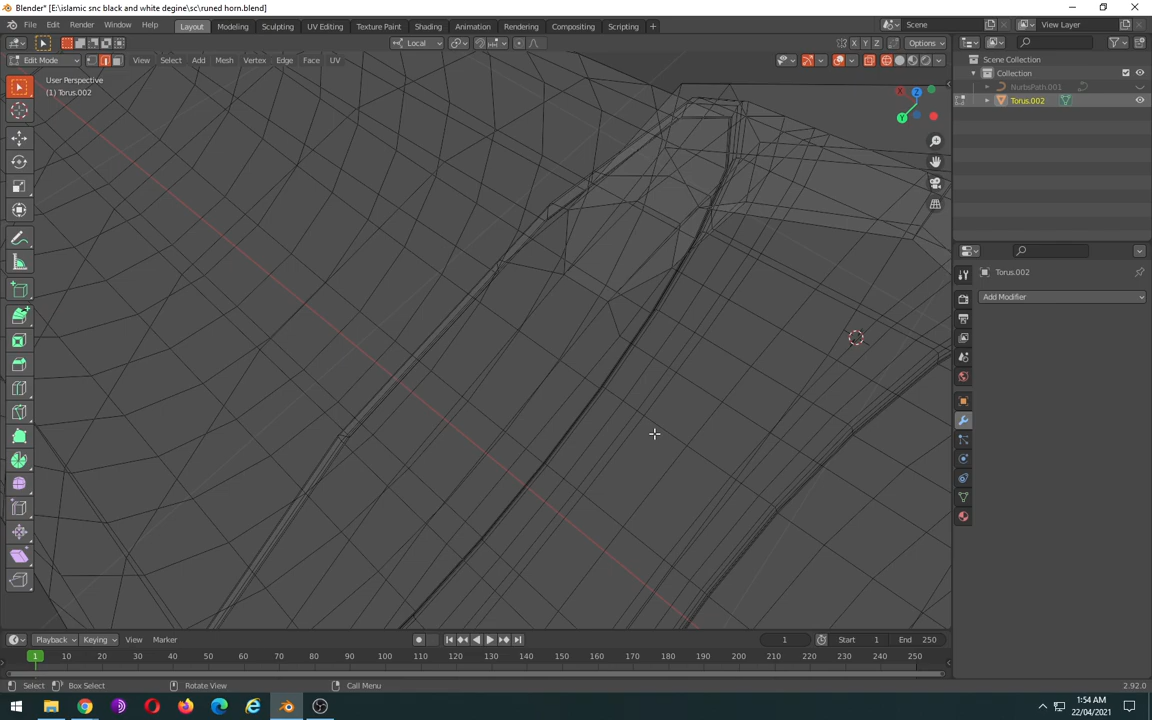 Blender* [E:\islamic snc black and white degine\sc\runed horn.blend]
File Edit Render Window Help Layout Modeling Sculpting UV Editing Texture Paint Shading Animation Rendering Compositing Scripting + Scene View Layer
Local X Y Z Options
Edit Mode View Select Add Mesh Vertex Edge Face UV
User Perspective
(1) Torus.002
Scene Collection
Collection
NurbsPath.001
Torus.002
X Z Y
Torus.002
Add Modifier
Playback Keying View Marker 1 Start 1 End 250
1 10 20 30 40 50 60 70 80 90 100 110 120 130 140 150 160 170 180 190 200 210 220 230 240 250
Select Box Select Rotate View Call Menu 2.92.0
1:54 AM
22/04/2021